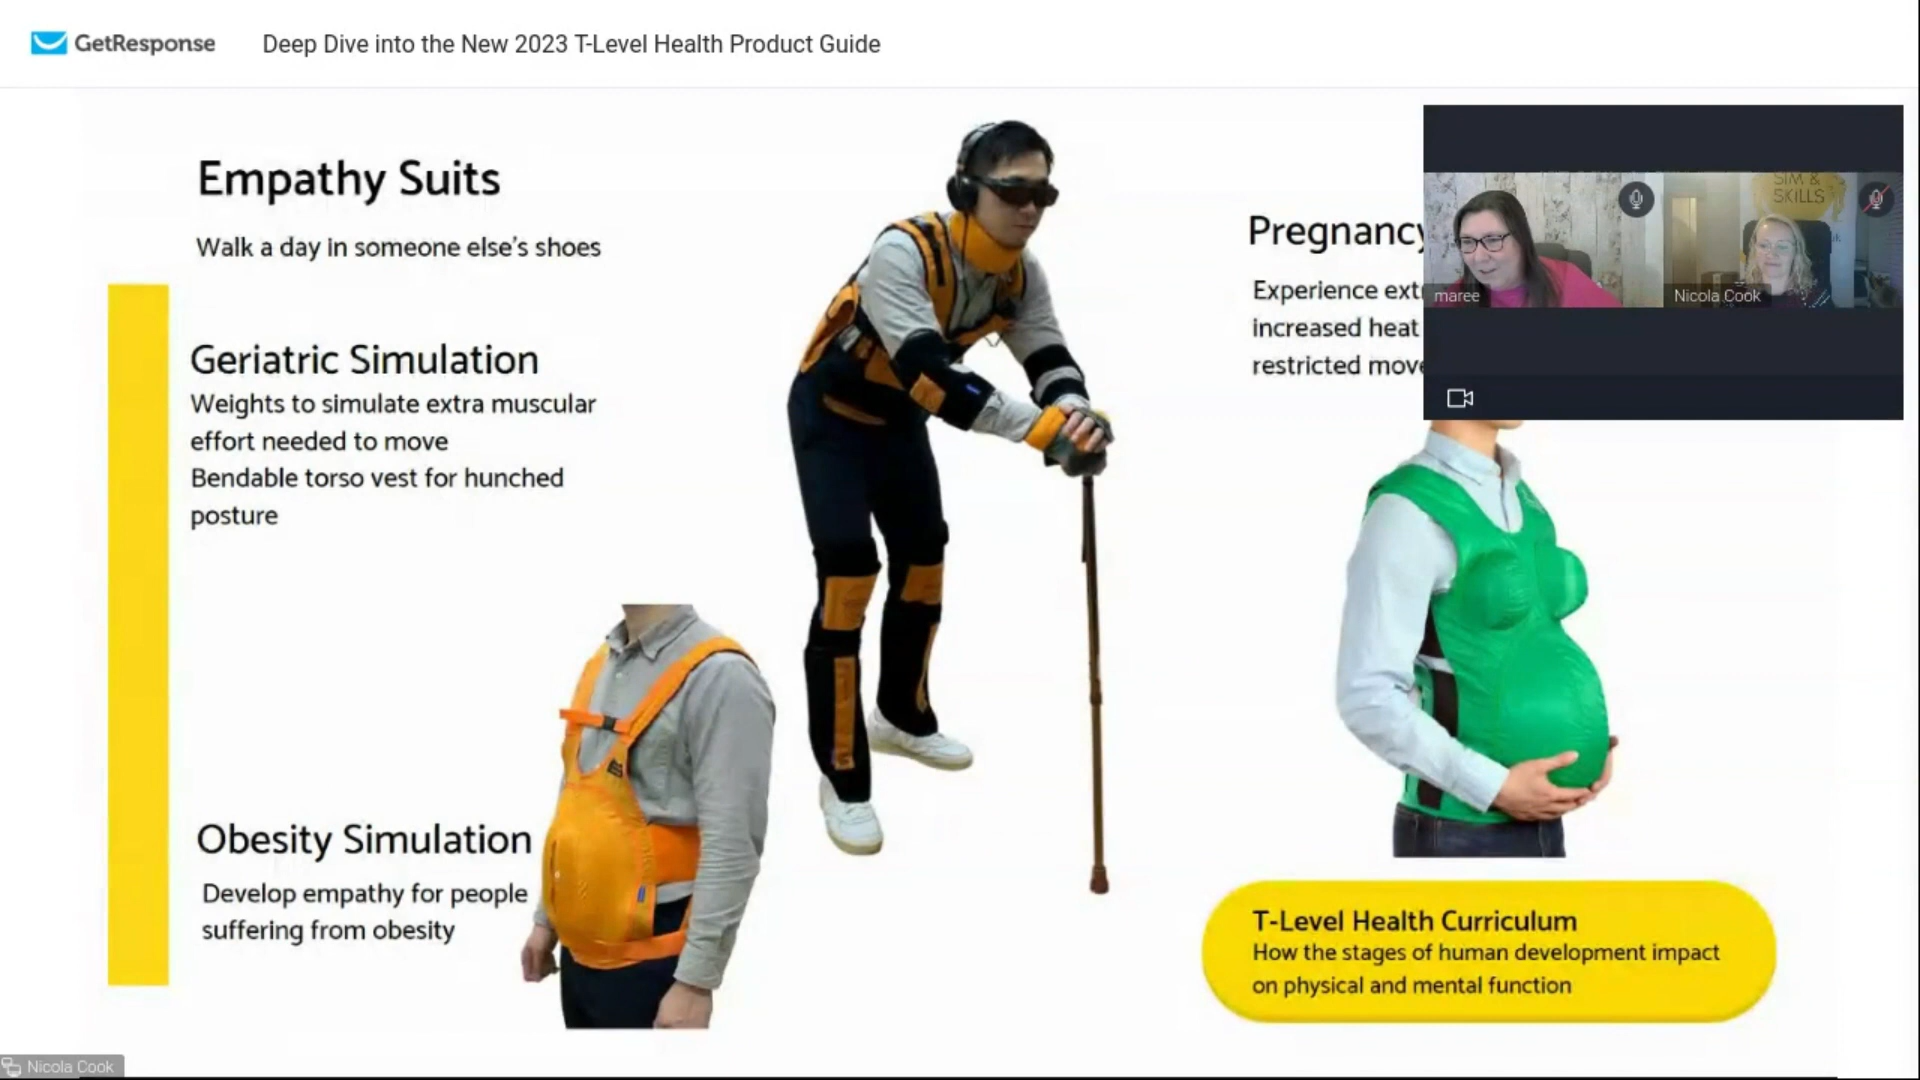 GetResponse
Deep Dive into the New 2023 T-Level Health Product Guide
Empathy Suits
Walk a day in someone else's shoes
Geriatric Simulation
Weights to simulate extra muscular
effort needed to move
Bendable torso vest for hunched
posture
Obesity Simulation
Develop empathy for people
suffering from obesity
Pregnancy
Experience
increased heat
restricted
SIM &
SKILLS
maree
Nicola Cook
T-Level Health Curriculum
How the stages of human development impact
on physical and mental function
Nicola Cook